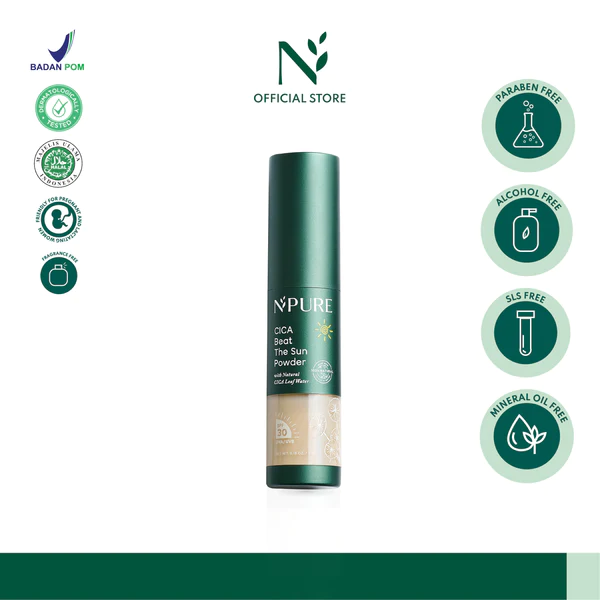 BADAN POM
DERMATOLOGICALLY
TESTED
MAJELIS ULAMA
INDONESIA
HALAL
FRIENDLY FOR PREGNANT AND LACTATING WOMEN
FRAGRANCE FREE
N
OFFICIAL STORE
NPURE
CICA
Beat
The Sun
Powder
with Natural
CICA Leaf Water
SPF
30
PARABEN FREE
ALCOHOL FREE
SLS FREE
MINERAL OIL FREE